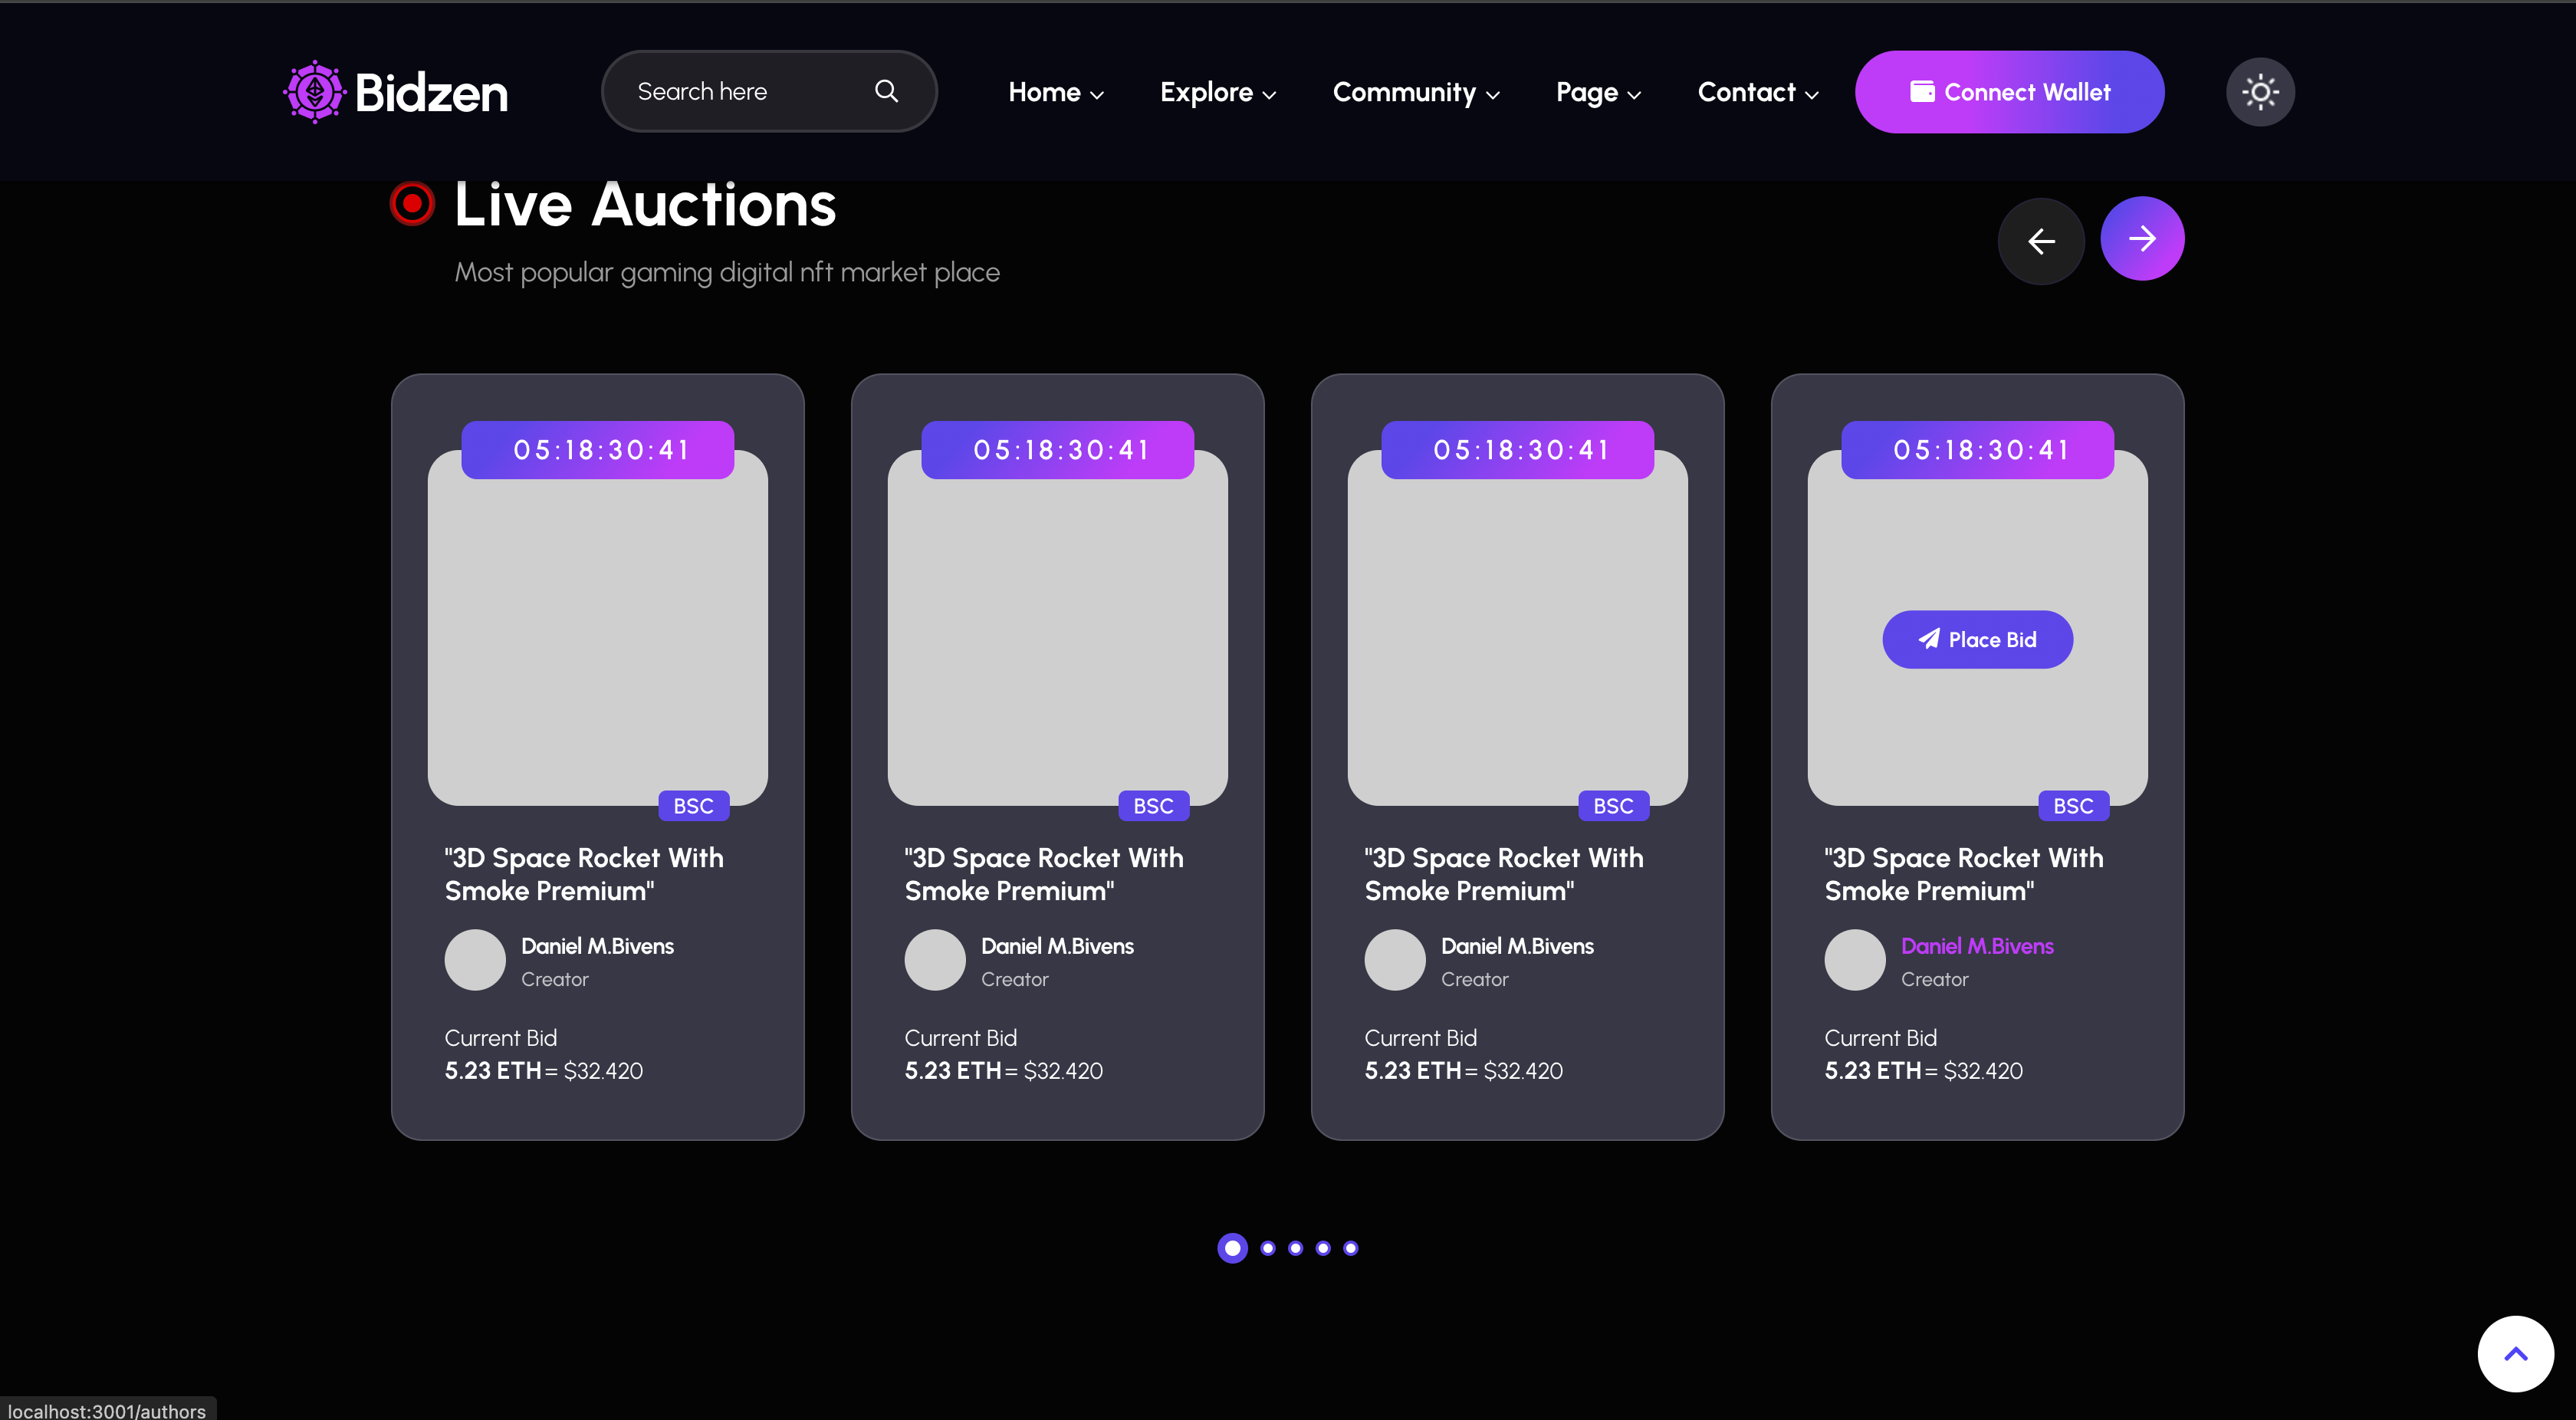 Bidzen
Search here
Home
Explore
Community
Page
Contact
Connect Wallet
Live Auctions
Most popular gaming digital nft market place
05:18:30:41
BSC
"3D Space Rocket With
Smoke Premium"
Daniel M.Bivens
Creator
Current Bid
5.23 ETH = $32.420
05:18:30:41
BSC
"3D Space Rocket With
Smoke Premium"
Daniel M.Bivens
Creator
Current Bid
5.23 ETH = $32.420
05:18:30:41
BSC
"3D Space Rocket With
Smoke Premium"
Daniel M.Bivens
Creator
Current Bid
5.23 ETH = $32.420
05:18:30:41
Place Bid
BSC
"3D Space Rocket With
Smoke Premium"
Daniel M.Bivens
Creator
Current Bid
5.23 ETH = $32.420
localhost:3001/authors